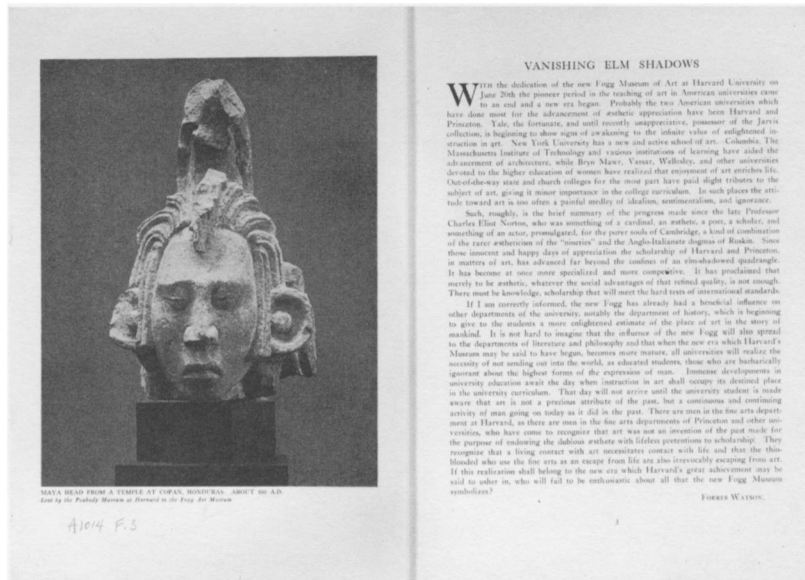 MAYA HEAD FROM A TEMPLE AT COPAN, HONDURAS. ABOUT 500 A.D.
Lent by the Peabody Museum at Harvard to the Fogg Art Museum
A1014 F.3
VANISHING ELM SHADOWS
WITH the dedication of the new Fogg Museum of Art at Harvard University on
June 20th the pioneer period in the teaching of art in American universities came
to an end and a new era began. Probably the two American universities which
have done most for the advancement of æsthetic appreciation have been Harvard and
Princeton. Yale, the fortunate, and until recently unappreciative, possessor of the Jarvis
collection, is beginning to show signs of awakening to the infinite value of enlightened in-
struction in art. New York University has a new and active school of art. Columbia, The
Massachusetts Institute of Technology and various institutions of learning have aided the
advancement of architecture, while Bryn Mawr, Vassar, Wellesley, and other universities
devoted to the higher education of women have realized that enjoyment of art enriches life.
Out-of-the-way state and church colleges for the most part have paid slight tributes to the
subject of art, giving it minor importance in the college curriculum. In such places the atti-
tude toward art is too often a painful medley of idealism, sentimentalism, and ignorance.
Such, roughly, is the brief summary of the progress made since the late Professor
Charles Eliot Norton, who was something of a cardinal, an æsthete, a poet, a scholar, and
something of an actor, promulgated, for the purer souls of Cambridge, a kind of combination
of the rarer æstheticism of the "nineties" and the Anglo-Italianate dogmas of Ruskin. Since
those innocent and happy days of appreciation the scholarship of Harvard and Princeton,
in matters of art, has advanced far beyond the confines of an elm-shadowed quadrangle.
It has become at once more specialized and more competitive. It has proclaimed that
merely to be æsthetic, whatever the social advantages of that refined quality, is not enough.
There must be knowledge, scholarship that will meet the hard tests of international standards.
If I am correctly informed, the new Fogg has already had a beneficial influence on
other departments of the university, notably the department of history, which is beginning
to give to the students a more enlightened estimate of the place of art in the story of
mankind. It is not hard to imagine that the influence of the new Fogg will also spread
to the departments of literature and philosophy and that when the new era which Harvard's
Museum may be said to have began, becomes more mature, all universities will realize the
necessity of not sending out into the world, as educated students, those who are barbarically
ignorant about the highest forms of the expression of man. Immense developments in
university education await the day when instruction in art shall occupy its destined place
in the university curriculum. That day will not arrive until the university student is made
aware that art is not a precious attribute of the past, but a continuous and continuing
activity of man going on today as it did in the past. There are men in the fine arts depart-
ment at Harvard, as there are men in the fine arts departments of Princeton and other uni-
versities, who have come to recognize that art was not an invention of the past made for
the purpose of endowing the dubious æsthete with lifeless pretentions to scholarship. They
recognize that a living contact with art necessitates contact with life and that the thin-
blooded who use the fine arts as an escape from life are also irrevocably escaping from art.
If this realization shall belong to the new era which Harvard's great achievement may be
said to usher in, who will fail to be enthusiastic about all that the new Fogg Museum
symbolizes?
FORBES WATSON.